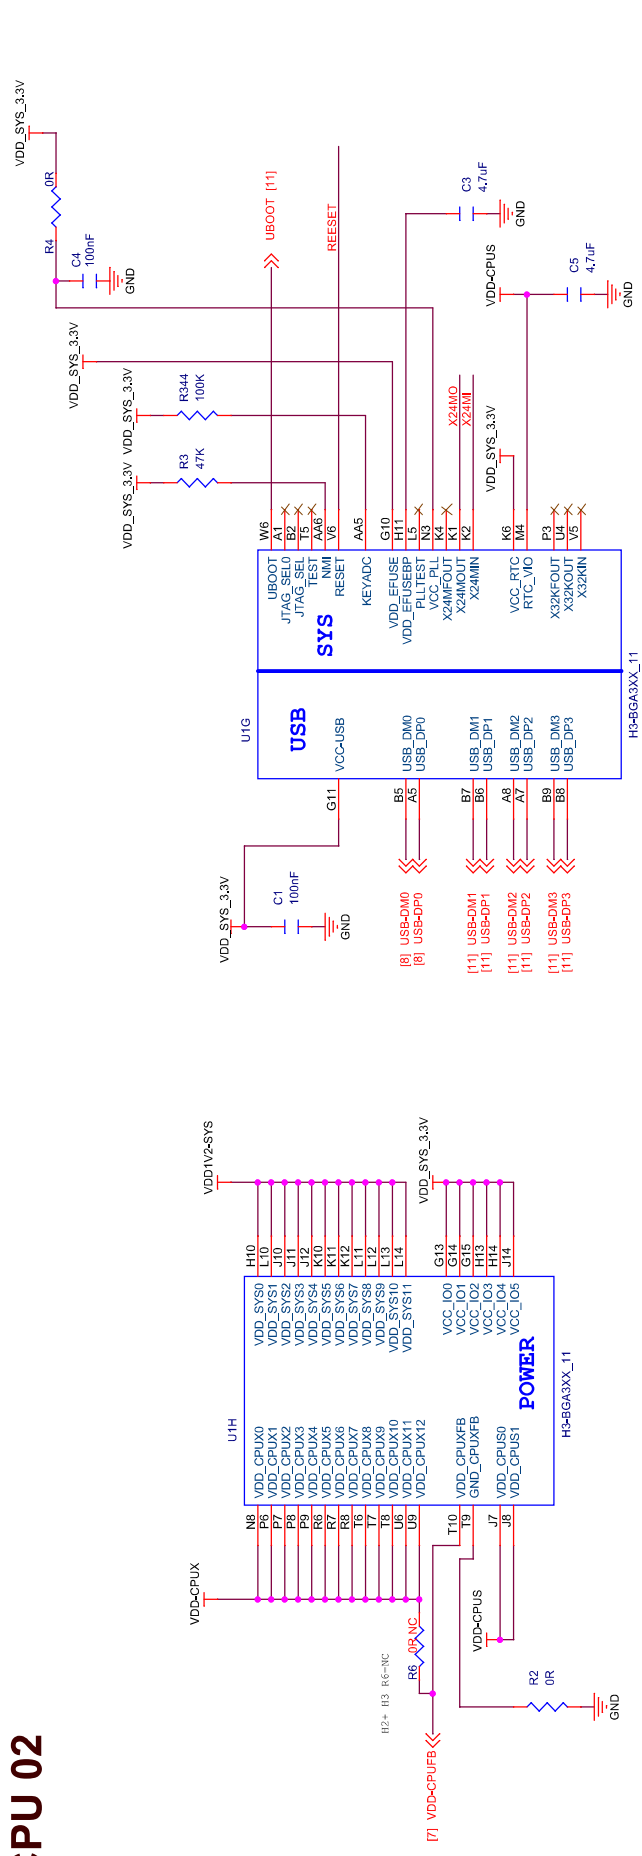 CPU 02
VDD-CPUX
VDD1V2-SYS
U1H
N8 VDD_CPUX0 VDD_SYS0 H10
P6 VDD_CPUX1 VDD_SYS1 L10
P7 VDD_CPUX2 VDD_SYS2 J10
P8 VDD_CPUX3 VDD_SYS3 J11
P9 VDD_CPUX4 VDD_SYS4 J12
R6 VDD_CPUX5 VDD_SYS5 K10
R7 VDD_CPUX6 VDD_SYS6 K11
R8 VDD_CPUX7 VDD_SYS7 K12
T6 VDD_CPUX8 VDD_SYS8 L11
T7 VDD_CPUX9 VDD_SYS9 L12
T8 VDD_CPUX10 VDD_SYS10 L13
U6 VDD_CPUX11 VDD_SYS11 L14
U9 VDD_CPUX12
H2+ H3 R6-NC
R6 0R NC
VDD_SYS_3.3V
[7] VDD-CPUFB
T10 VDD_CPUXFB VCC_IO0 G13
T9 GND_CPUXFB VCC_IO1 G14
VCC_IO2 G15
VCC_IO3 H13
VDD-CPUS
J7 VDD_CPUS0 VCC_IO4 H14
J8 VDD_CPUS1 VCC_IO5 J14
POWER
R2
0R
GND
H3-BGA3XX_11
VDD_SYS_3.3V
C1
100nF
GND
U1G
USB
SYS
G11 VCC-USB
[8] USB-DM0 B5 USB_DM0
[8] USB-DP0 A5 USB_DP0
[11] USB-DM1 B7 USB_DM1
[11] USB-DP1 B6 USB_DP1
[11] USB-DM2 A8 USB_DM2
[11] USB-DP2 A7 USB_DP2
[11] USB-DM3 B9 USB_DM3
[11] USB-DP3 B8 USB_DP3
UBOOT W6
JTAG_SEL0 A1
JTAG_SEL B2
TEST T5
NMI AA6
RESET V6
KEYADC AA5
VDD_EFUSE G10
VDD_EFUSEBP H11
PLLTEST L5
VCC_PLL N3
X24MFOUT K4
X24MOUT K1
X24MIN K2
VCC_RTC K6
RTC_VIO M4
X32KFOUT P3
X32KOUT U4
X32KIN V5
H3-BGA3XX_11
VDD_SYS_3.3V
R3
47K
VDD_SYS_3.3V
R344
100K
VDD_SYS_3.3V
VDD_SYS_3.3V
R4 0R
C4
100nF
GND
UBOOT [11]
REESET
X24MO
X24MI
C3
4.7uF
GND
VDD_SYS_3.3V
VDD-CPUS
C5
4.7uF
GND